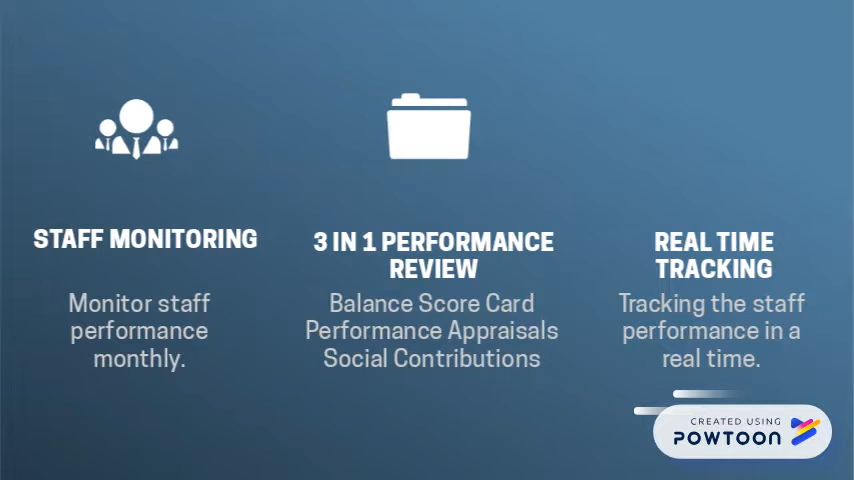 STAFF MONITORING
Monitor staff
performance
monthly.
3 IN 1 PERFORMANCE
REVIEW
Balance Score Card
Performance Appraisals
Social Contributions
REAL TIME
TRACKING
Tracking the staff
performance in a
real time.
CREATED USING
POWTOON